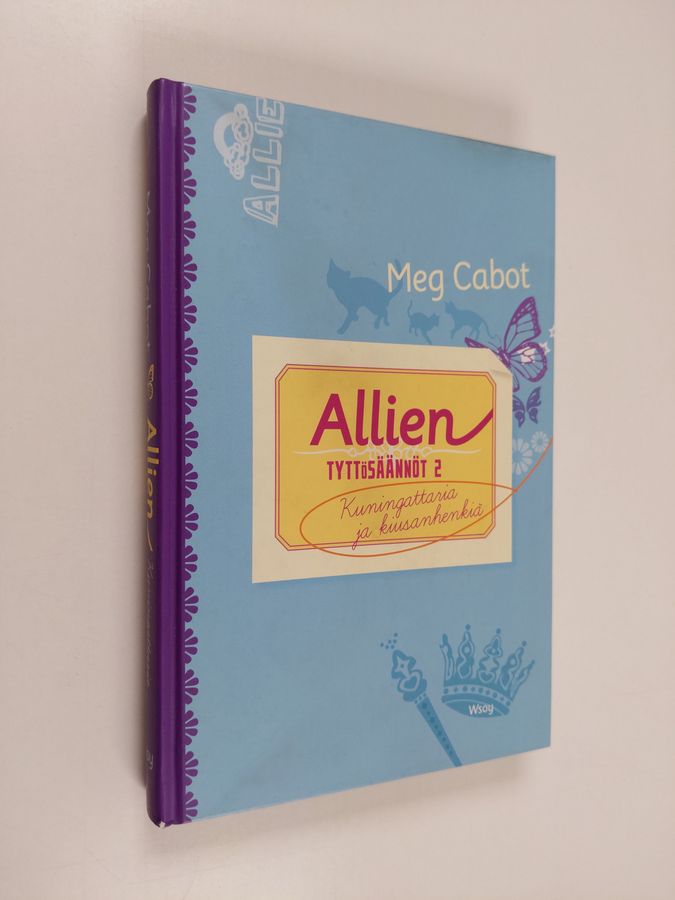 ALLIE
Meg Cabot
Allien
TYTTÖSÄÄNNÖT 2
Kuningattaria
ja kiusanhenkiä
Wsoy
Meg Cabot Allien